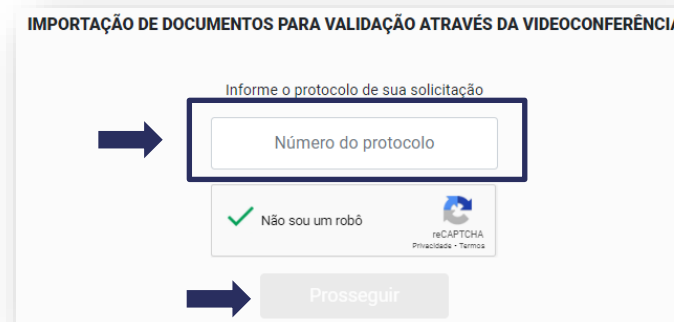 IMPORTAÇÃO DE DOCUMENTOS PARA VALIDAÇÃO ATRAVÉS DA VIDEOCONFERÊNCIA
Informe o protocolo de sua solicitação
Número do protocolo
Não sou um robô
reCAPTCHA
Privacidade - Termos
Prosseguir